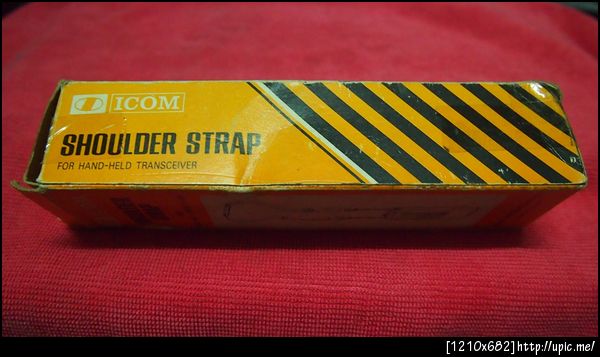 ICOM
SHOULDER STRAP
FOR HAND-HELD TRANSCEIVER
[1210x682]http://upic.me/